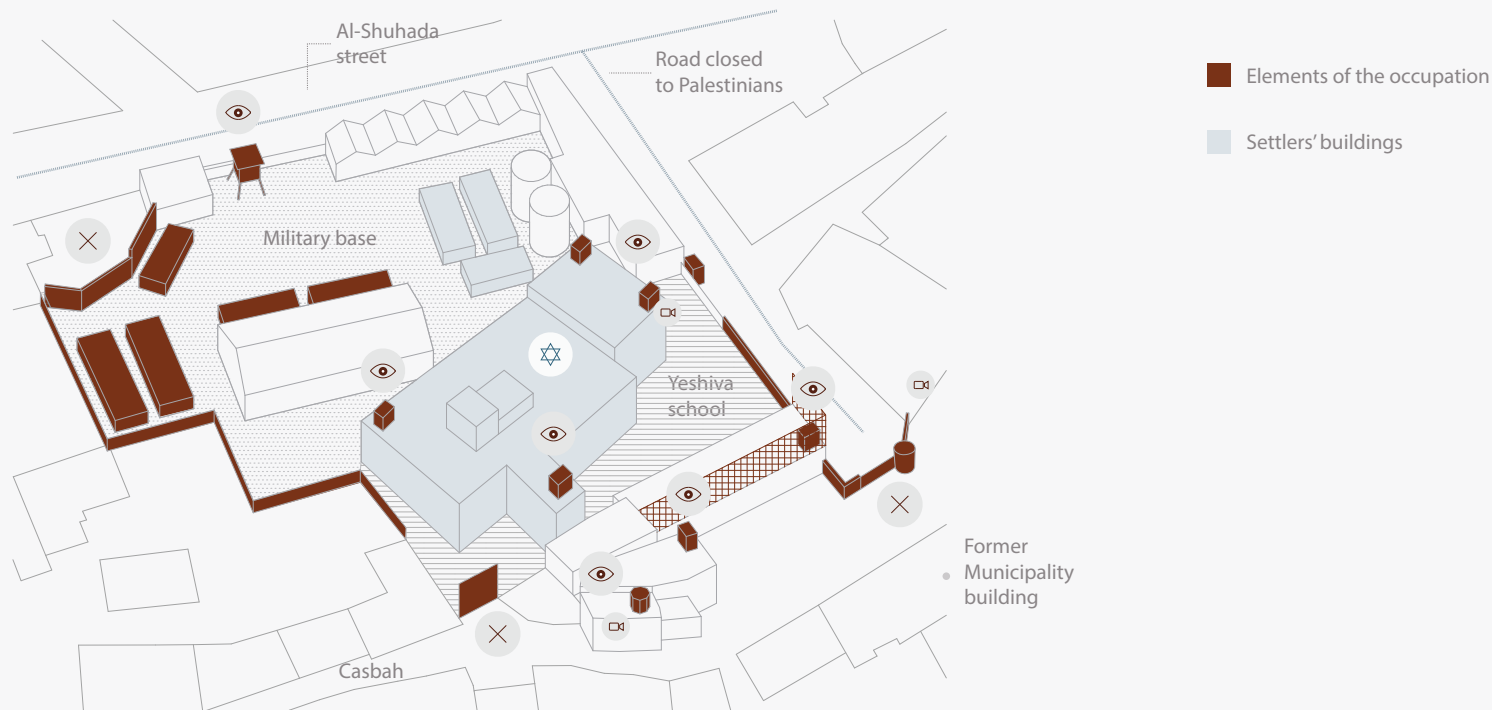 Al-Shuhada
street
Road closed
to Palestinians
Elements of the occupation
Settlers' buildings
Military base
Yeshiva
school
Former
Municipality
building
Casbah